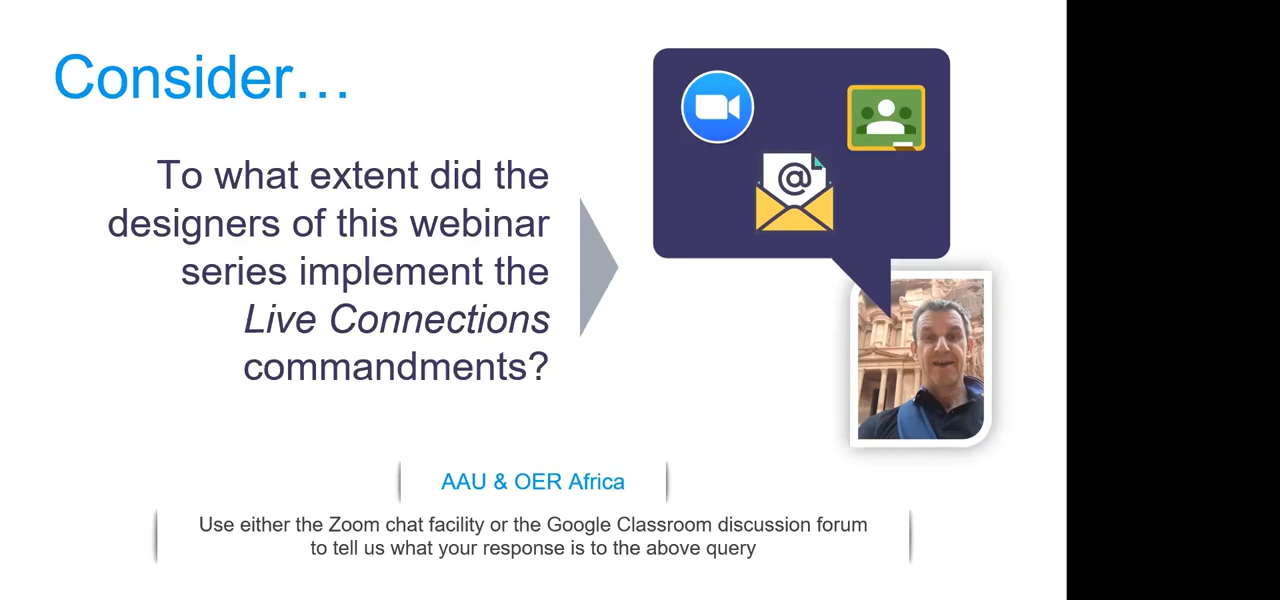 Consider…
To what extent did the
designers of this webinar
series implement the
Live Connections
commandments?
@
AAU & OER Africa
Use either the Zoom chat facility or the Google Classroom discussion forum
to tell us what your response is to the above query